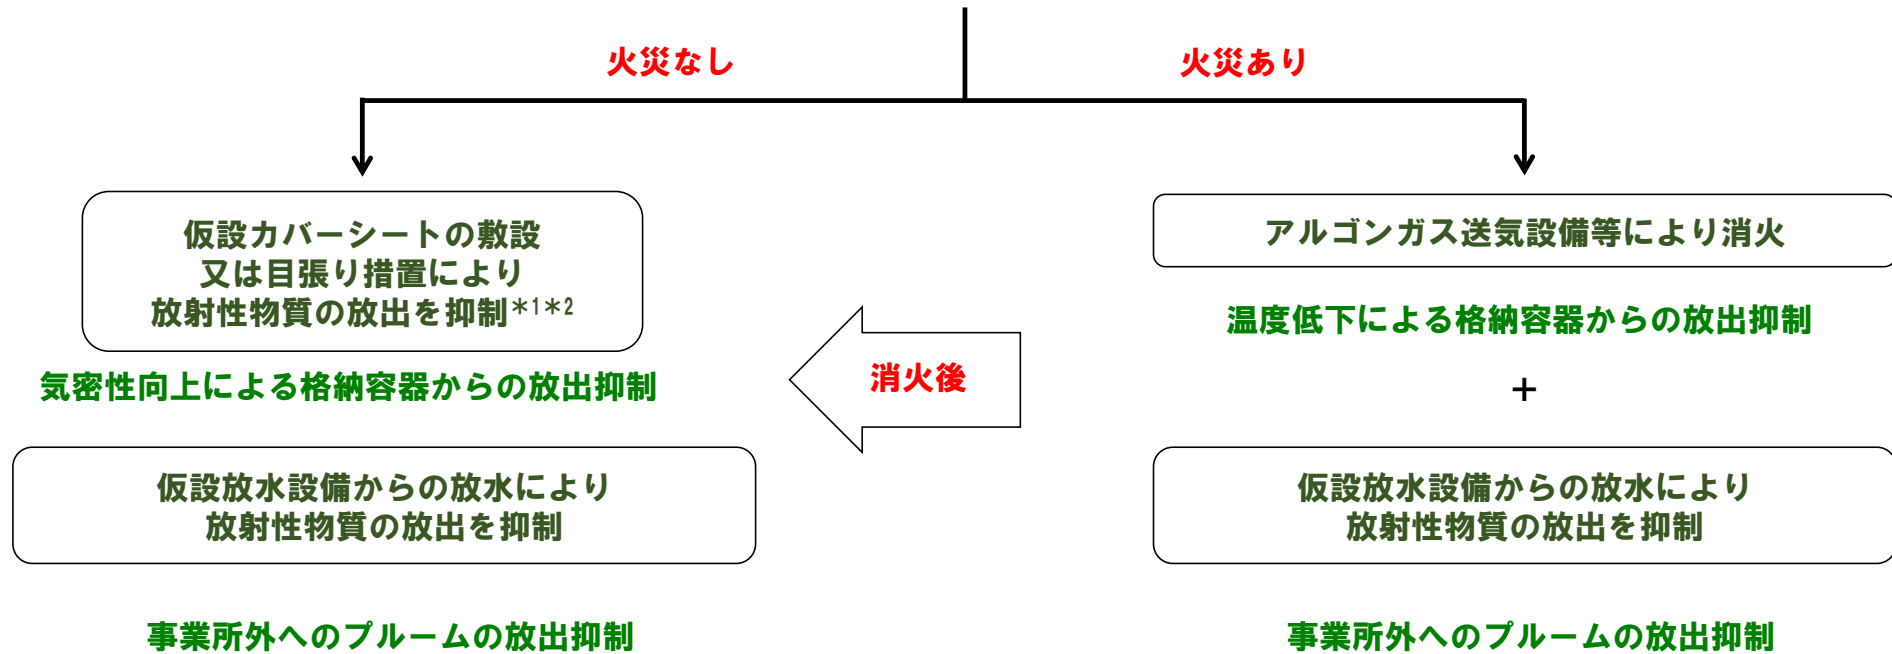 火災なし
火災あり
仮設カバーシートの敷設
又は目張り措置により
放射性物質の放出を抑制*1*2
気密性向上による格納容器からの放出抑制
仮設放水設備からの放水により
放射性物質の放出を抑制
事業所外へのプルームの放出抑制
消火後
アルゴンガス送気設備等により消火
温度低下による格納容器からの放出抑制
+
仮設放水設備からの放水により
放射性物質の放出を抑制
事業所外へのプルームの放出抑制